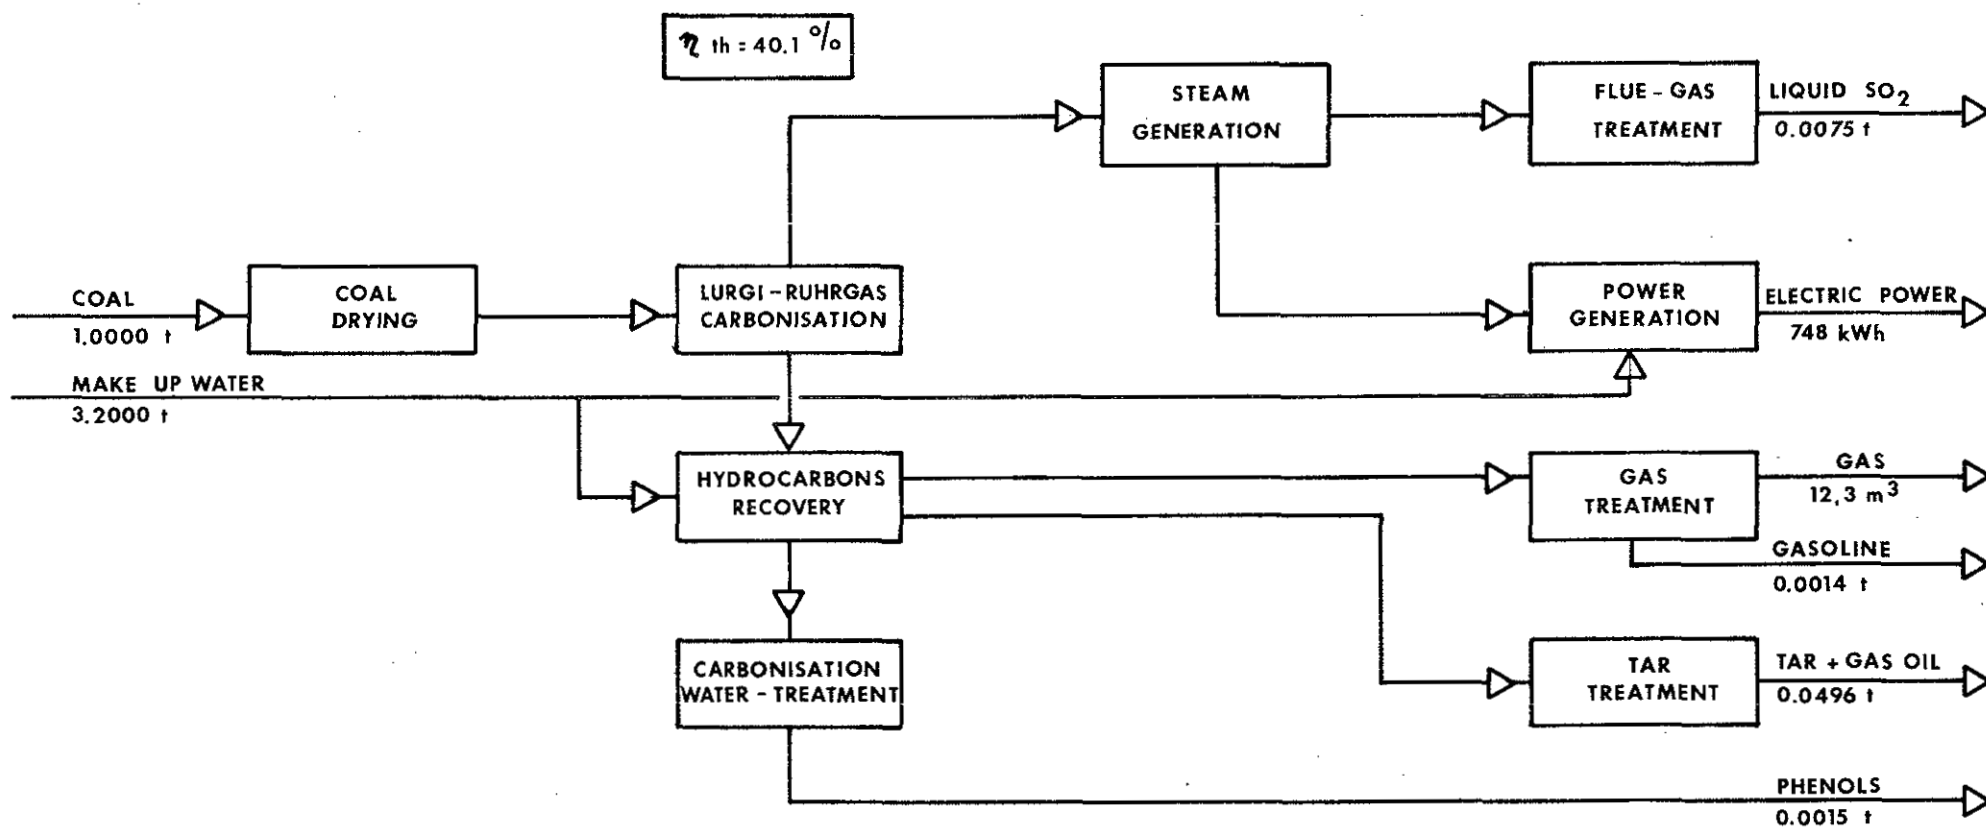 η th = 40.1 %
STEAM
GENERATION
FLUE-GAS
TREATMENT
LIQUID SO₂
0.0075 t
COAL
1.0000 t
COAL
DRYING
LURGI-RUHRGAS
CARBONISATION
POWER
GENERATION
ELECTRIC POWER
748 kWh
MAKE UP WATER
3.2000 t
HYDROCARBONS
RECOVERY
GAS
TREATMENT
GAS
12,3 m³
GASOLINE
0.0014 t
CARBONISATION
WATER-TREATMENT
TAR
TREATMENT
TAR + GAS OIL
0.0496 t
PHENOLS
0.0015 t